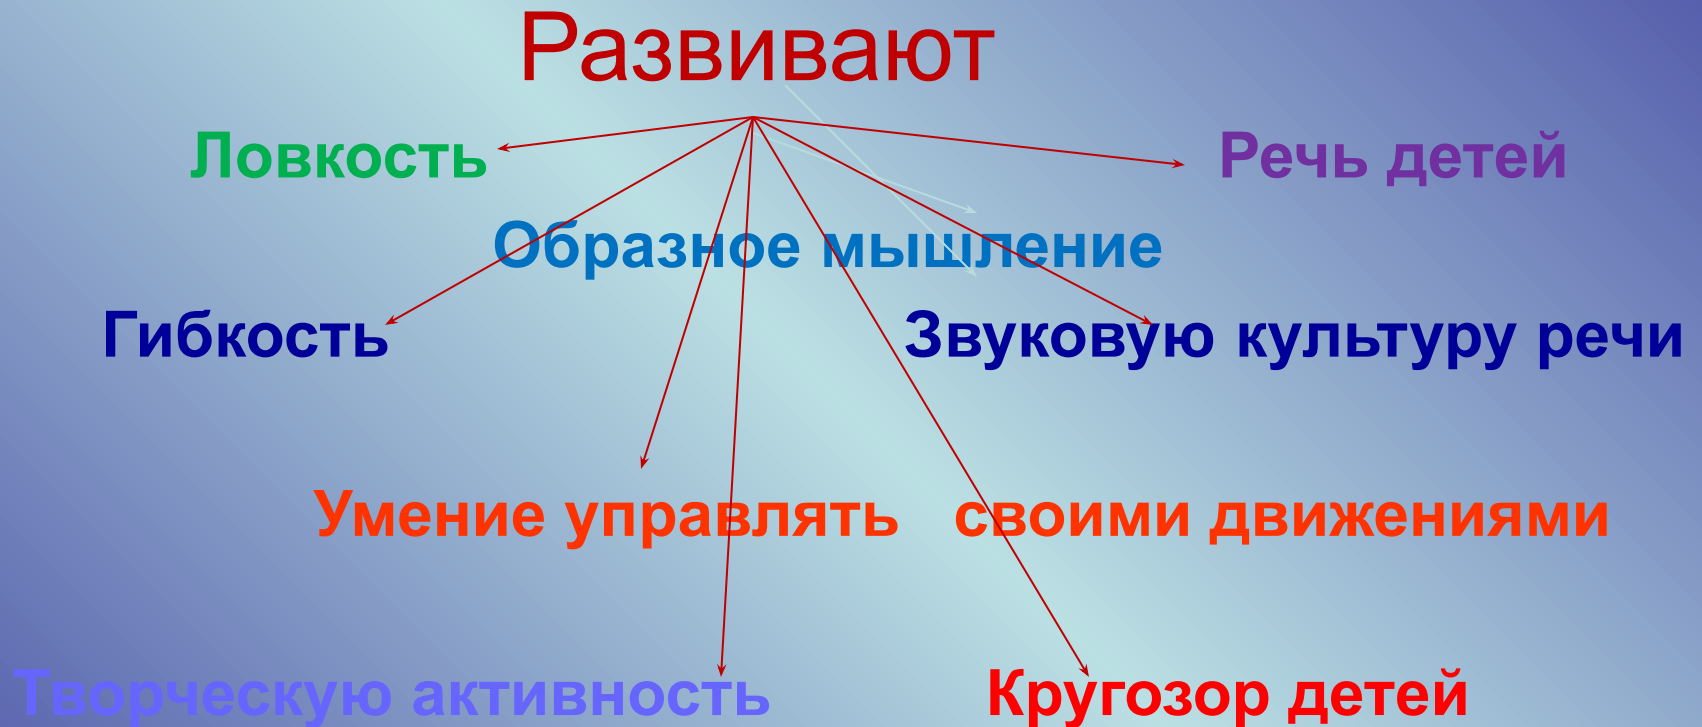 Развивают
Ловкость Речь детей
Образное мышление
Гибкость Звуковую культуру речи
Умение управлять своими движениями
Творческую активность Кругозор детей